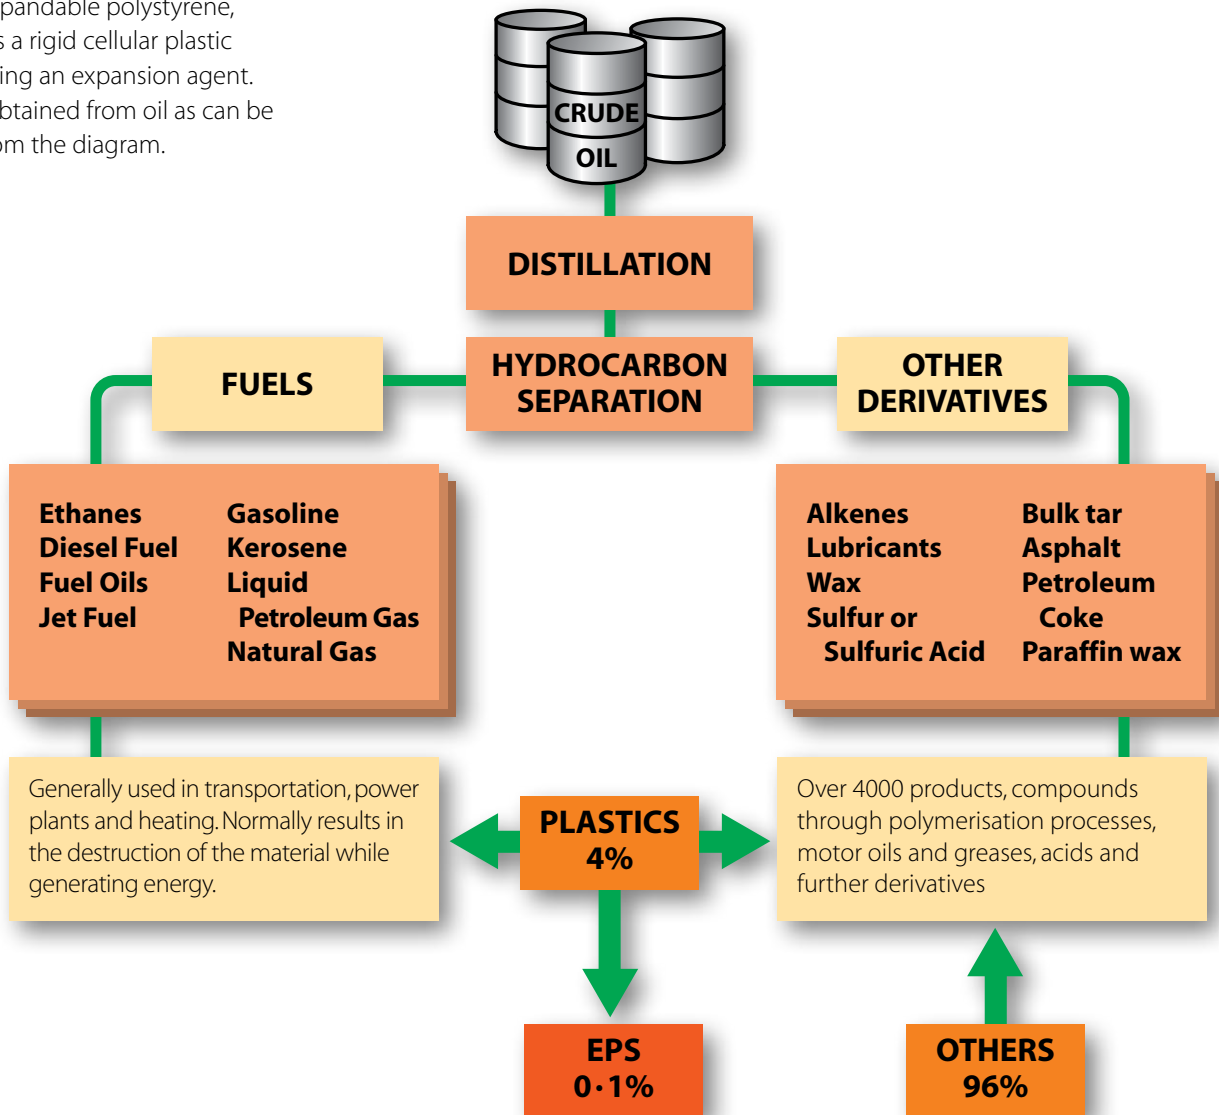 pandable polystyrene,
s a rigid cellular plastic
ing an expansion agent.
btained from oil as can be
om the diagram.
CRUDE
OIL
DISTILLATION
HYDROCARBON
SEPARATION
FUELS
OTHER
DERIVATIVES
Ethanes
Diesel Fuel
Fuel Oils
Jet Fuel
Gasoline
Kerosene
Liquid
Petroleum Gas
Natural Gas
Alkenes
Lubricants
Wax
Sulfur or
Sulfuric Acid
Bulk tar
Asphalt
Petroleum
Coke
Paraffin wax
Generally used in transportation, power
plants and heating. Normally results in
the destruction of the material while
generating energy.
PLASTICS
4%
Over 4000 products, compounds
through polymerisation processes,
motor oils and greases, acids and
further derivatives
EPS
0·1%
OTHERS
96%